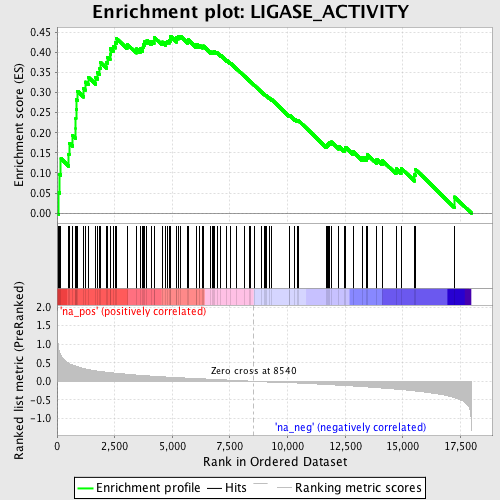 Enrichment plot: LIGASE_ACTIVITY
Enrichment score (ES)
0.45
0.40
0.35
0.30
0.25
0.20
0.15
0.10
0.05
0.00
'na_pos' (positively correlated)
Ranked list metric (PreRanked)
2.0
1.5
1.0
0.5
0.0
-0.5
-1.0
Zero cross at 8540
'na_neg' (negatively correlated)
0
2,500
5,000
7,500
10,000
12,500
15,000
17,500
Rank in Ordered Dataset
Enrichment profile
Hits
Ranking metric scores